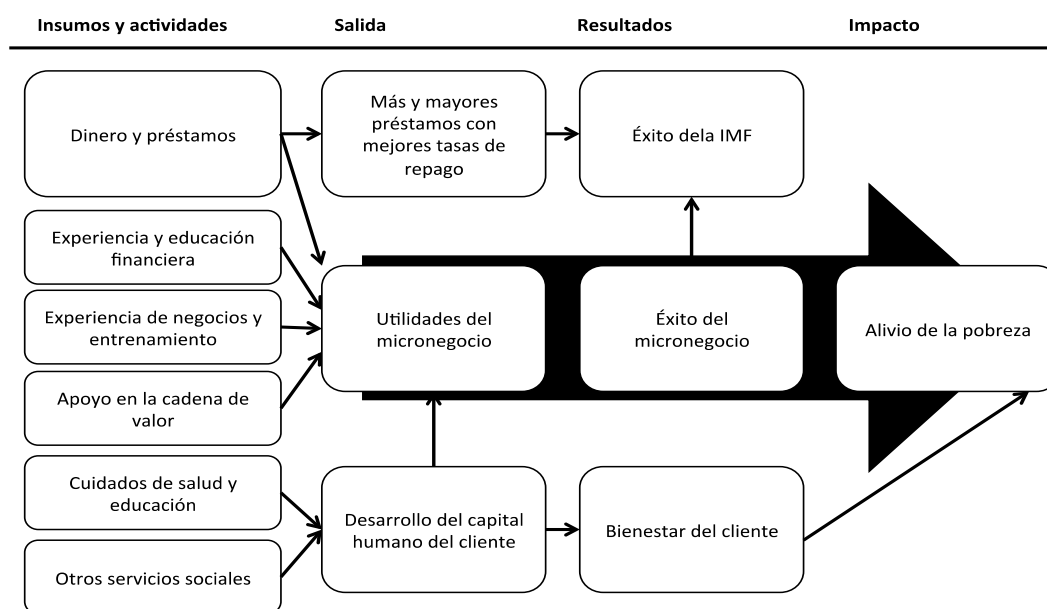 Insumos y actividades
Salida
Resultados
Impacto
Dinero y préstamos
Más y mayores
préstamos con
mejores tasas de
repago
Éxito dela IMF
Experiencia y educación
financiera
Experiencia de negocios y
entrenamiento
Apoyo en la cadena de
valor
Utilidades del
micronegocio
Éxito del
micronegocio
Alivio de la pobreza
Cuidados de salud y
educación
Otros servicios sociales
Desarrollo del capital
humano del cliente
Bienestar del cliente